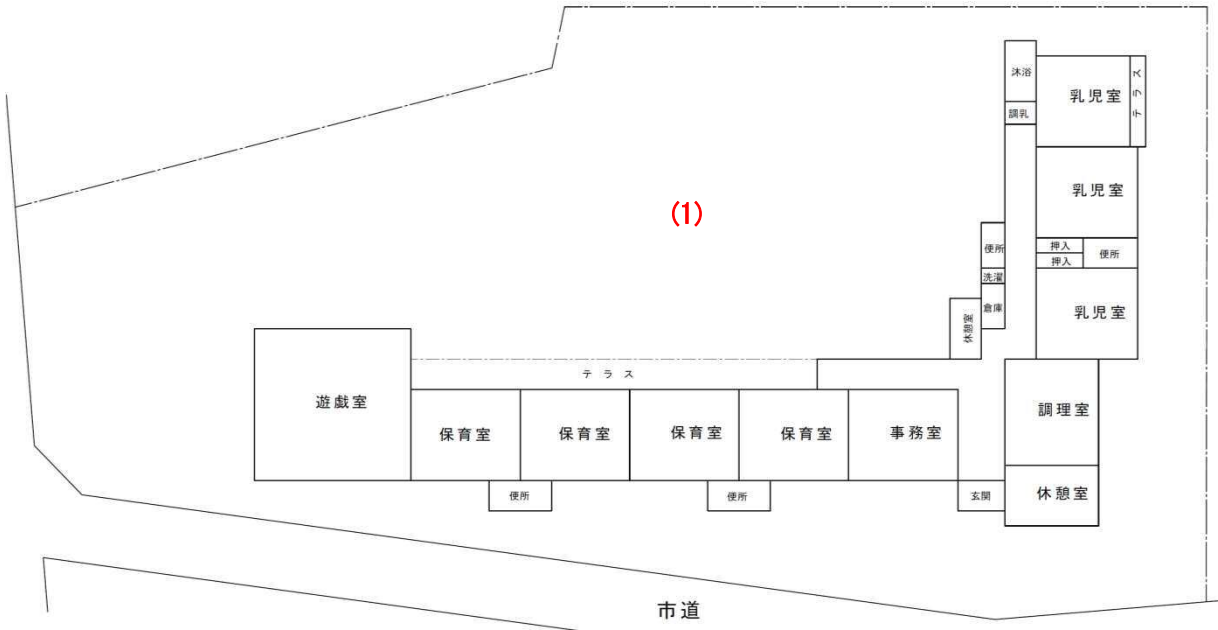 沐浴
乳児室
テラス
調乳
乳児室
(1)
便所
押入
便所
押入
洗濯
倉庫
乳児室
休憩室
テラス
遊戯室
調理室
保育室
保育室
保育室
保育室
事務室
便所
便所
玄関
休憩室
市道